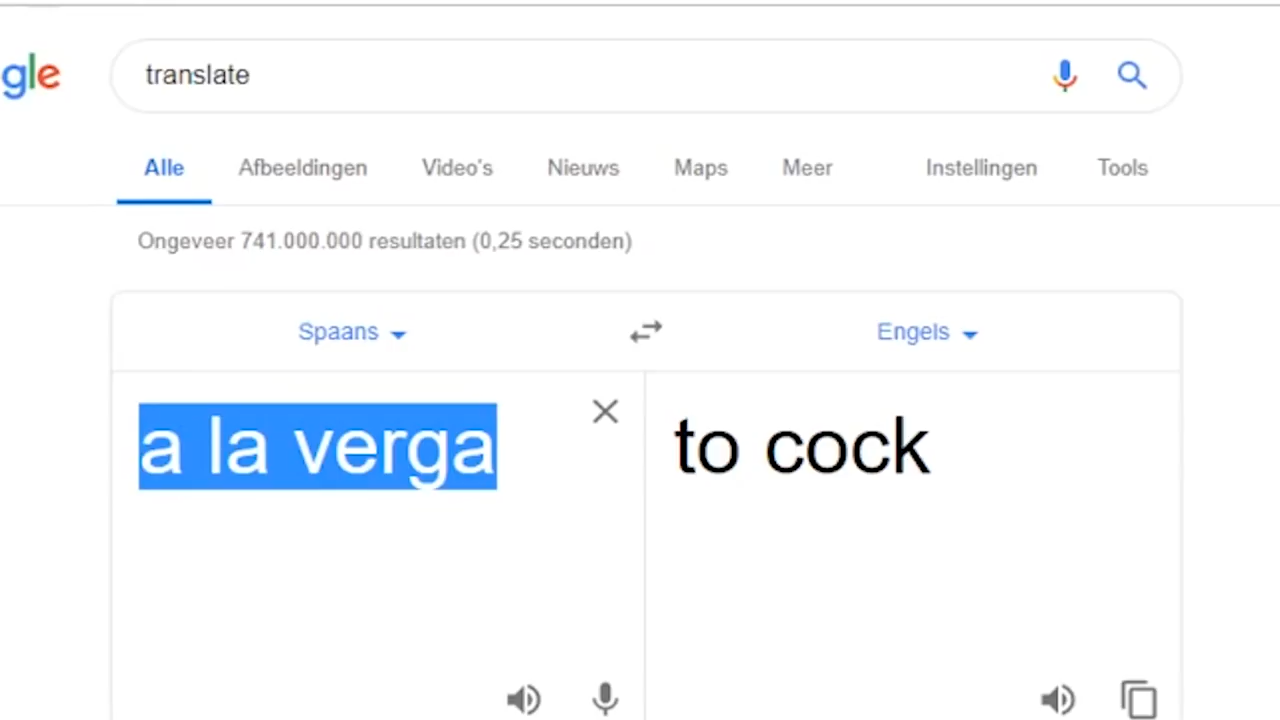 gle
translate
Alle Afbeeldingen Video's Nieuws Maps Meer Instellingen Tools
Ongeveer 741.000.000 resultaten (0,25 seconden)
Spaans Engels
a la verga to cock